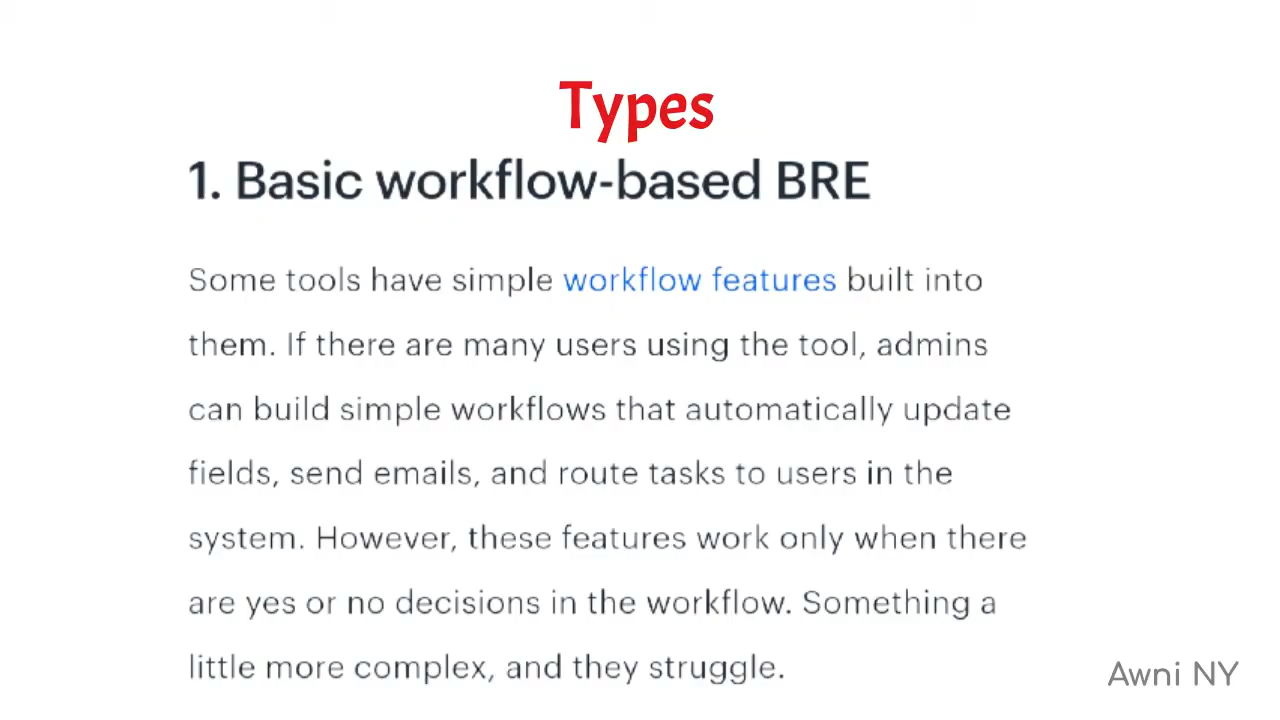 Types
1. Basic workflow-based BRE
Some tools have simple workflow features built into
them. If there are many users using the tool, admins
can build simple workflows that automatically update
fields, send emails, and route tasks to users in the
system. However, these features work only when there
are yes or no decisions in the workflow. Something a
little more complex, and they struggle.
Awni NY